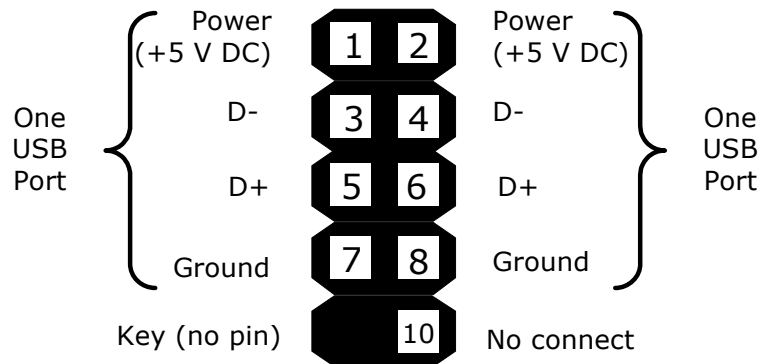 Power
(+5 V DC)
1 2
Power
(+5 V DC)
One
USB
Port
D-
3 4
D-
One
USB
Port
D+
5 6
D+
Ground
7 8
Ground
Key (no pin)
10
No connect